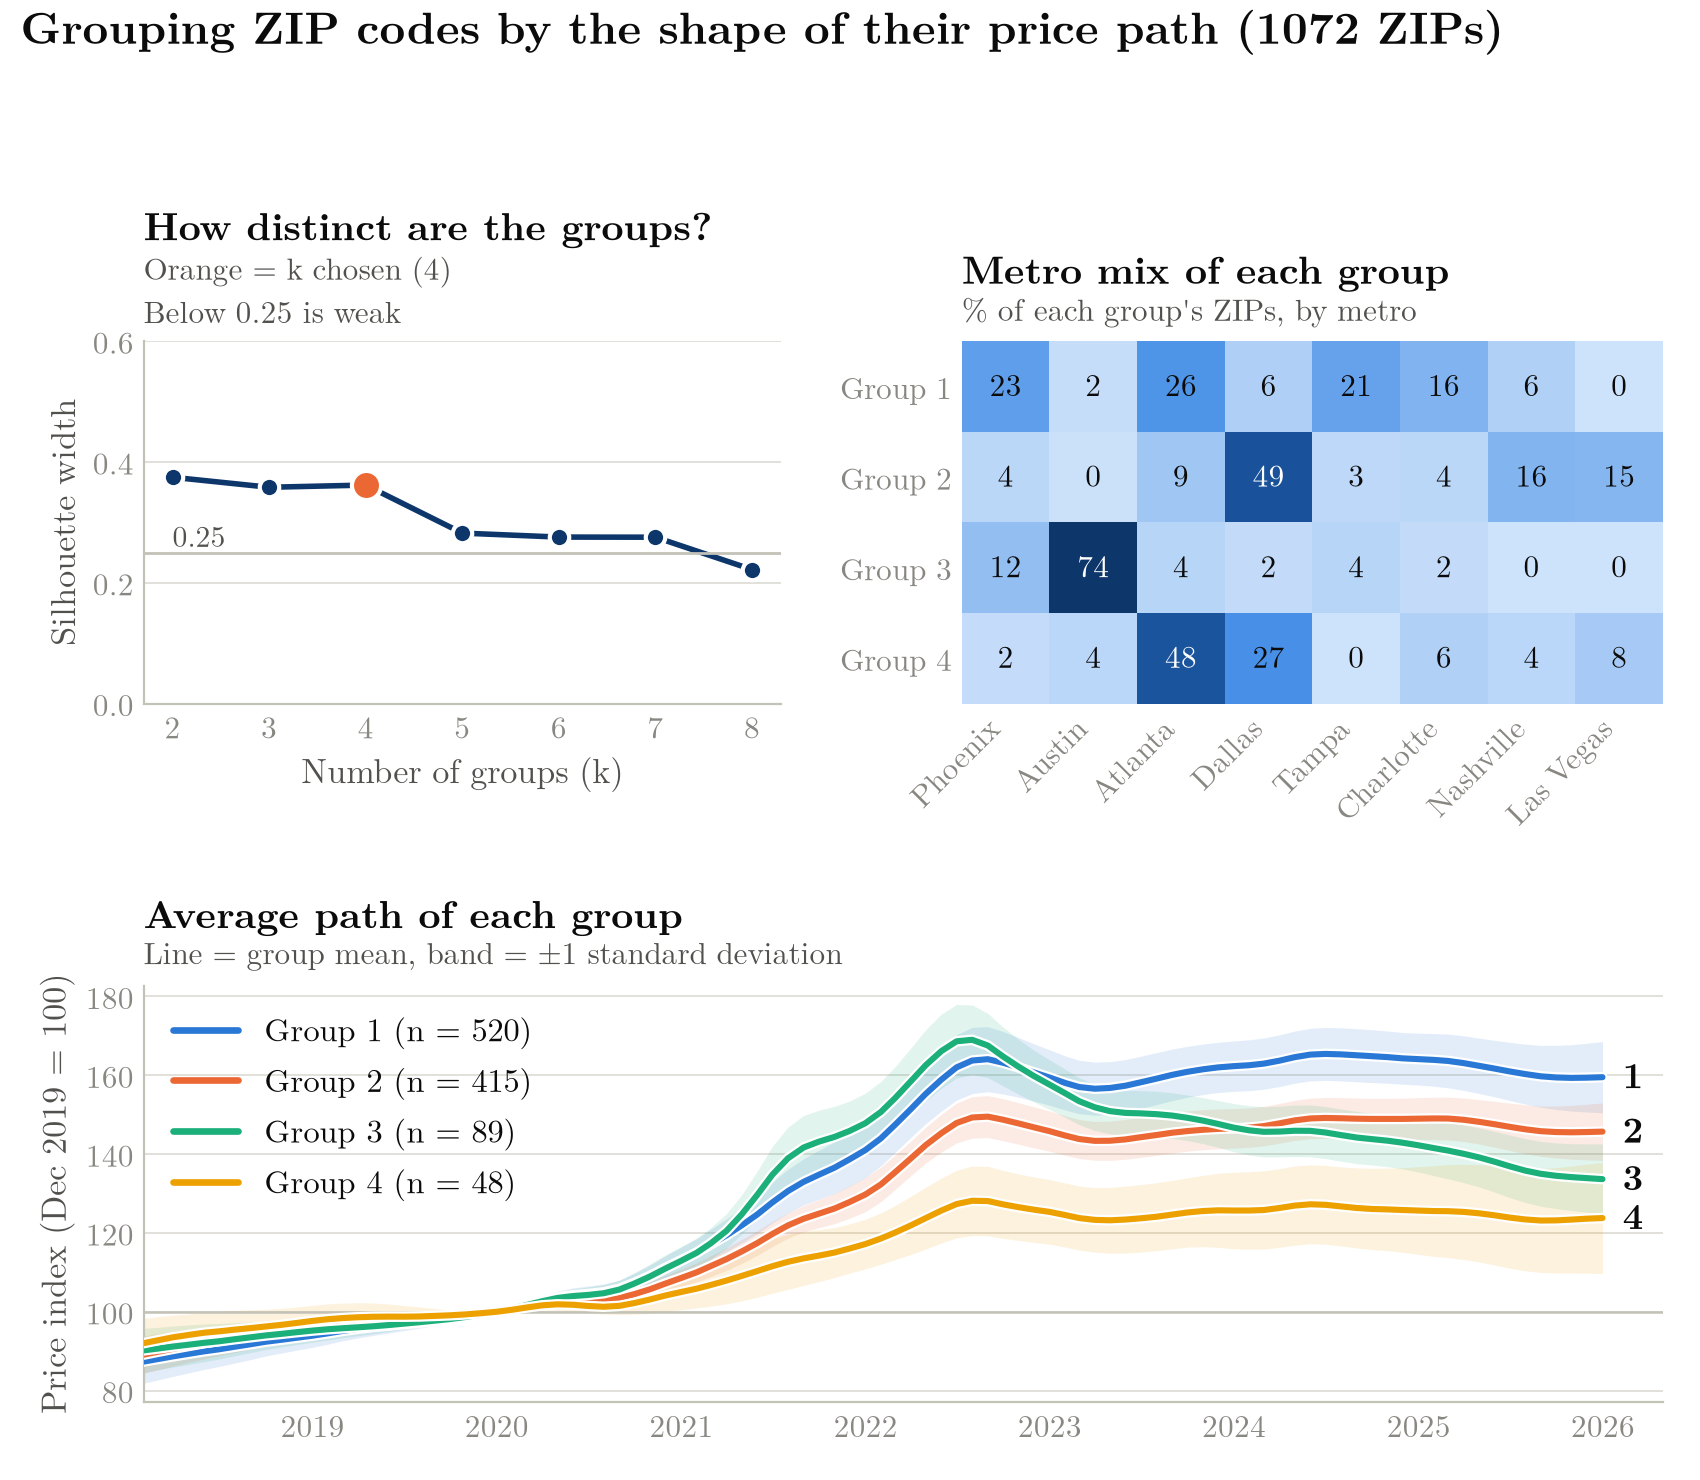 Grouping ZIP codes by the shape of their price path (1072 ZIPs)
How distinct are the groups?
Orange = k chosen (4)
Below 0.25 is weak
Silhouette width
0.6
0.4
0.2
0.0
0.25
2 3 4 5 6 7 8
Number of groups (k)
Metro mix of each group
% of each group's ZIPs, by metro
Group 1 23 2 26 6 21 16 6 0
Group 2 4 0 9 49 3 4 16 15
Group 3 12 74 4 2 4 2 0 0
Group 4 2 4 48 27 0 6 4 8
Phoenix Austin Atlanta Dallas Tampa Charlotte Nashville Las Vegas
Average path of each group
Line = group mean, band = ±1 standard deviation
Price index (Dec 2019 = 100)
180
160
140
120
100
80
Group 1 (n = 520)
Group 2 (n = 415)
Group 3 (n = 89)
Group 4 (n = 48)
1
2
3
4
2019 2020 2021 2022 2023 2024 2025 2026